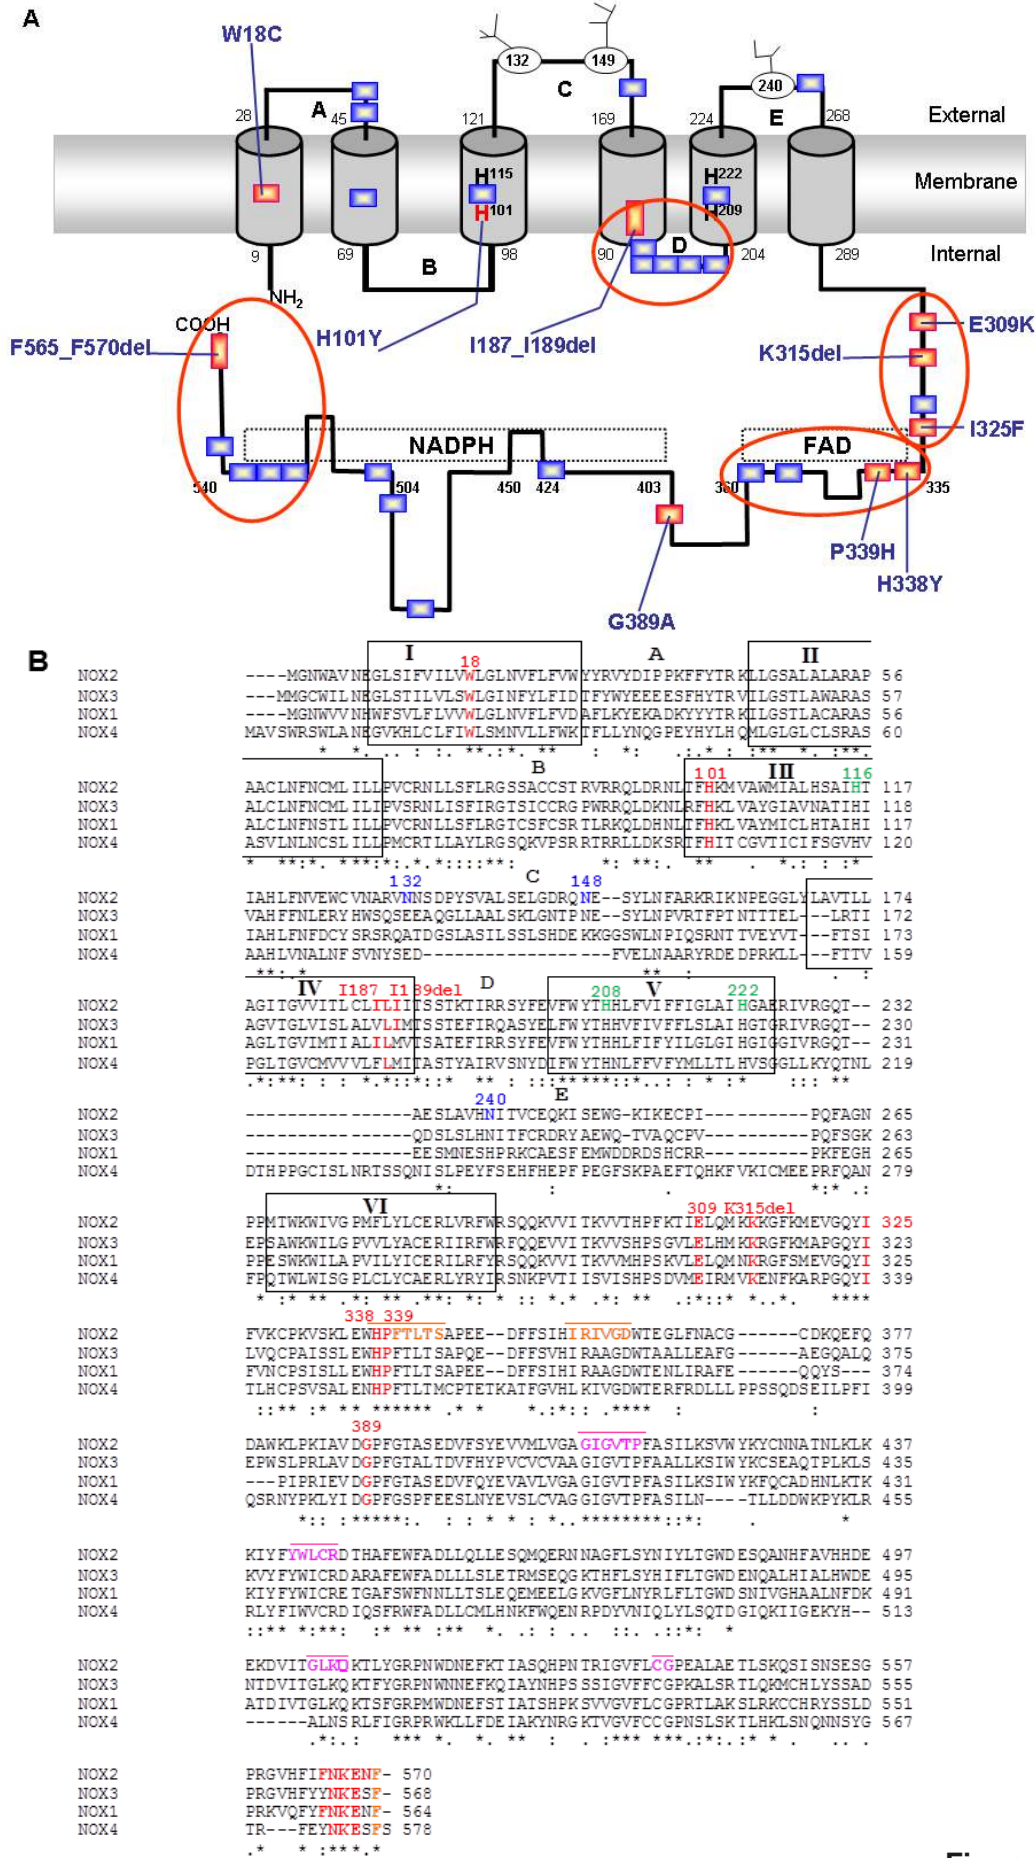 A
W18C
132
149
240
C
A
E
28
45
121
169
224
268
External
H115
H222
Membrane
H101
H209
9
69
B
98
90
D
204
289
Internal
NH2
COOH
F565_F570del
H101Y
I187_I189del
E309K
K315del
I325F
NADPH
FAD
540
504
450
424
403
360
335
P339H
H338Y
G389A
B
I A II
18
NOX2 ----MGNWAVNEGLSIFVILVWLGLNVFLFVWYYRVYDIPPKFFYTRKLLGSALALARAP 56
NOX3 ---MMGCWILNEGLSTILVLSWLGINFYLFIDTFYWYEEEESFHYTRVILGSTLAWARAS 57
NOX1 ----MGNWVVNHWFSVLFLVVWLGLNVFLFVDAFLKYEKADKYYYTRKILGSTLACARAS 56
NOX4 MAVSWRSWLANEGVKHLCLFIWLSMNVLLFWKTFLLYNQGPEYHYLHQMLGLGLCLSRAS 60
B
101 III 116
NOX2 AACLNFNCMLILLPVCRNLLSFLRGSSACCSTRVRRQLDRNLTFHKMVAWMIALHSAIHT 117
NOX3 ALCLNFNSTLILIPVSRNLISFIRGTSICCRGPWRRQLDKNLRFHKLVAYGIAVNATIHI 118
NOX1 ALCLNFNSTLILLPVCRNLLSFLRGTCSFCSRTLRKQLDHNLTFHKLVAYMICLHTAIHI 117
NOX4 ASVLNLNCSLILLPMCRTLLAYLRGSQKVPSRRTRRLLDKSRTFHITCGVTICIFSGVHV 120
132 C 148
NOX2 IAHLFNVEWCVNARVNNSDPYSVALSELGDRQNE--SYLNFARKRIKNPEGGLYLAVTLL 174
NOX3 VAHFFNLERYHWSQSEEAQGLLAALSKLGNTPNE--SYLNPVRTFPTNTTTEL--LRTI 172
NOX1 IAHLFNFDCYSRSRQATDGSLASILSSLSHDEKKGGSWLNPIQSRNTTVEYVT---FTSI 173
NOX4 AAHLVNALNFSVNYSED----------------FVELNAARYRDEDPRKLL--FTTV 159
IV I187 I189del D 208 V 222
NOX2 AGITGVVITLCLILIITSSTKTIRRSYFEVFWYTHHLFVIFFIGLAIHGAERIVRGQT-- 232
NOX3 AGVTGLVISLALVLIMTSSTEFIRQASYELFWYTHHVFIVFFLSLAIHGTGRIVRGQT-- 230
NOX1 AGLTGVIMTIALILMVTSATEFIRRSYFEVFWYTHHLFIFYILGLGIHGIGGIVRGQT-- 231
NOX4 PGLTGVCMVVVLFLMITASTYAIRVSNYDIFWYTHNLFFVFYMLLTLHVSGGLLKYQTNL 219
240 E
NOX2 ----------------AESLAVHNITVCEQKISEWG-KIKECPI----------PQFAGN 265
NOX3 ----------------QDSLSLHNITFCRDRYAEWQ-TVAQCPV----------PQFSGK 263
NOX1 ----------------EESMNESHPRKCAESFEMWDDRDSHCRR----------PKFEGH 265
NOX4 DTHPPGCISLNRTSSQNISLPEYFSEHFHEPFPEGFSKPAEFTQHKFVKICMEEPRFQAN 279
VI 309 K315del
NOX2 PPMTWKWIVGPMFLYLCERLVRFWRSQQKVVITKVVTHPFKTIELQMKKKGFKMEVGQYI 325
NOX3 EPSAWKWILGPVVLYACERIIRFWRFQQEVVITKVVSHPSGVLELHMKKRGFKMAPGQYI 323
NOX1 PPESWKWILAPVILYICERILRFYRSQQKVVITKVVMHPSKVLELQMNKRGFSMEVGQYI 325
NOX4 FPQTWLWISGPLCLYCAERLYRYIRSNKPVTIISVISHPSDVMEIRMVKENFKARPGQYI 339
338 339
NOX2 FVKCPKVSKLEWHPFTLTSAPEE--DFFSIHIRIVGDWTEGLFNACG------CDKQEFQ 377
NOX3 LVQCPAISSLEWHPFTLTSAPQE--DFFSVHIRAAGDWTAALLEAFG------AEGQALQ 375
NOX1 FVNCPSISLLEWHPFTLTSAPEE--DFFSIHIRAAGDWTENLIRAFE------QQYS--- 374
NOX4 TLHCPSVSALENHPFTLTMCPTETKATFGVHLKIVGDWTERFRDLLLPPSSQDSEILPFI 399
389
NOX2 DAWKLPKIAVDGPFGTASEDVFSYEVVMLVGAGIGVTPFASILKSVWYKYCNNATNLKLK 437
NOX3 EPWSLPRLAVDGPFGTALTDVFHYPVCVCVAAGIGVTPFAALLKSIWYKCSEAQTPLKLS 435
NOX1 ---PIPRIEVDGPFGTASEDVFQYEVAVLVGAGIGVTPFASILKSIWYKFQCADHNLKTK 431
NOX4 QSRNYPKLYIDGPFGSPFEESLNYEVSLCVAGGIGVTPFASILN----TLLDDWKPYKLR 455
NOX2 KIYFYWLCRDTHAFEWFADLLQLLESQMQERNNAGFLSYNIYLTGWDESQANHFAVHHDE 497
NOX3 KVYFYWICRDARAFEWFADLLLSLETRMSEQGKTHFLSYHIFLTGWDENQALHIALHWDE 495
NOX1 KIYFYWICRETGAFSWFNNLLTSLEQEMEELGKVGFLNYRLFLTGWDSNIVGHAALNFDK 491
NOX4 RLYFIWVCRDIQSFRWFADLLCMLHNKFWQENRPDYVNIQLYLSQTDGIQKIIGEKYH-- 513
NOX2 EKDVITGLKQKTLYGRPNWDNEFKTIASQHPNTRIGVFLCGPEALAETLSKQSISNSESG 557
NOX3 NTDVITGLKQKTFYGRPNWNNEFKQIAYNHPSSSIGVFFCGPKALSRTLQKMCHLYSSAD 555
NOX1 ATDIVTGLKQKTSFGRPMWDNEFSTIATSHPKSVVGVFLCGPRTLAKSLRKCCHRYSSLD 551
NOX4 ------ALNSRLFIGRPRWKLLFDEIAKYNRGKTVGVFCCGPNSLSKTLHKLSNQNNSYG 567
NOX2 PRGVHFIFNKENF- 570
NOX3 PRGVHFYYNKESF- 568
NOX1 PRKVQFYFNKENF- 564
NOX4 TR---FEYNKESFS 578